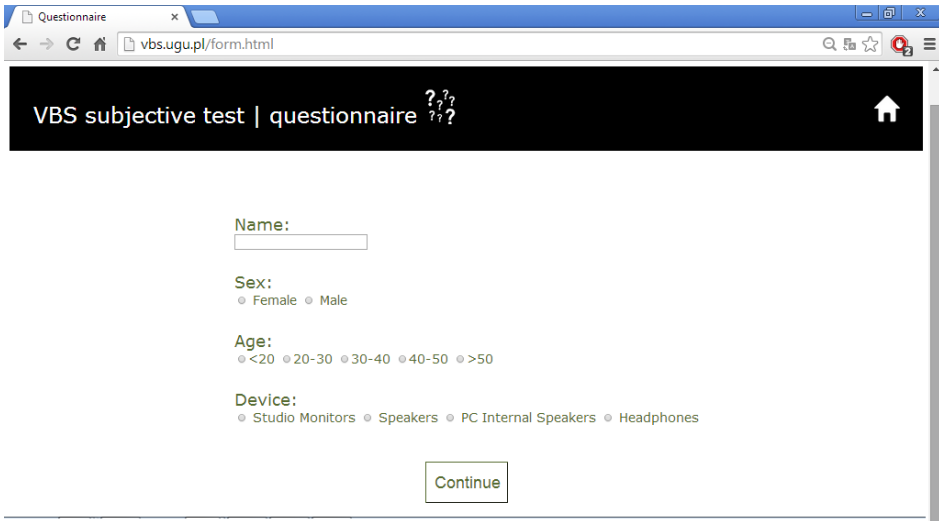 Questionnaire
vbs.ugu.pl/form.html
2
VBS subjective test | questionnaire ??????
Name:
Sex:
Female Male
Age:
<20 20-30 30-40 40-50 >50
Device:
Studio Monitors Speakers PC Internal Speakers Headphones
Continue